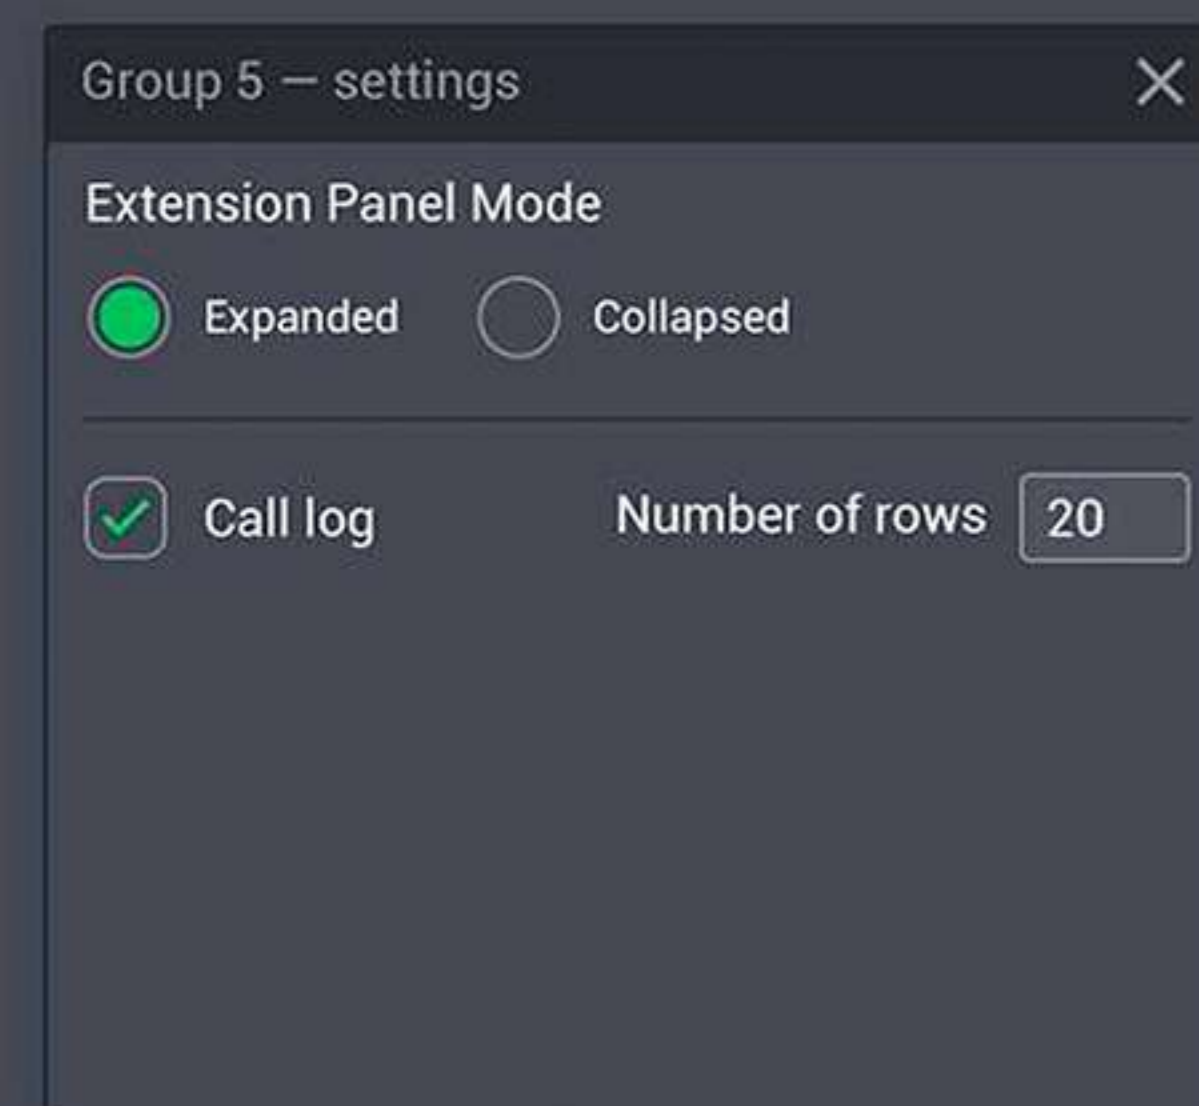 Group 5 — settings
Extension Panel Mode
Expanded Collapsed
Call log Number of rows 20